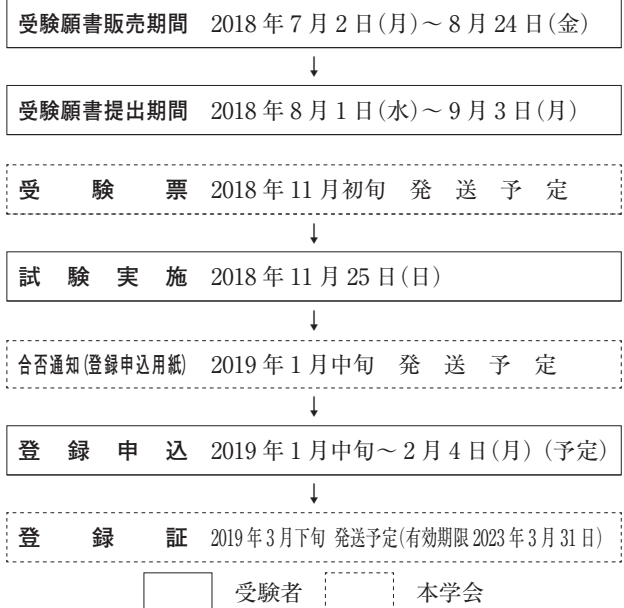 受験願書販売期間 2018年7月2日(月)～8月24日(金)
↓
受験願書提出期間 2018年8月1日(水)～9月3日(月)
受験票 2018年11月初旬 発送予定
↓
試験実施 2018年11月25日(日)
↓
合否通知(登録申込用紙) 2019年1月中旬 発送予定
↓
登録申込 2019年1月中旬～2月4日(月)(予定)
↓
登録証 2019年3月下旬 発送予定(有効期限2023年3月31日)
受験者 本学会